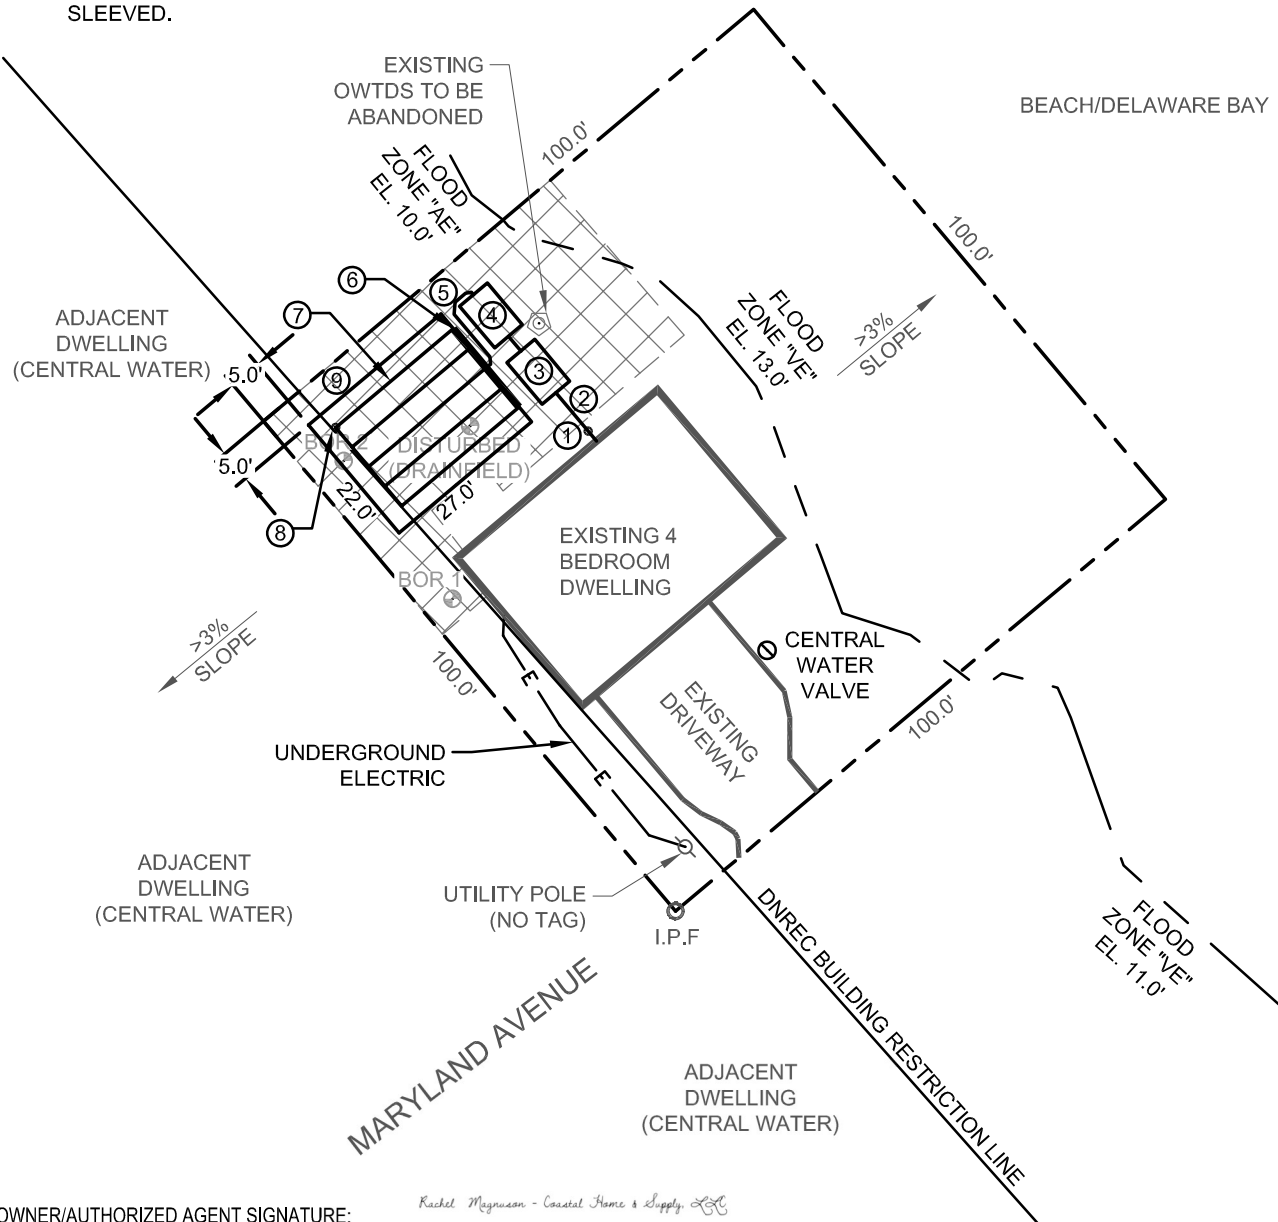 SLEEVED.
EXISTING
OWTDS TO BE
ABANDONED
BEACH/DELAWARE BAY
100.0'
FLOOD
ZONE "AE"
EL. 10.0'
100.0'
6
5
4
7
ADJACENT
DWELLING
(CENTRAL WATER)
FLOOD
ZONE "VE"
EL. 13.0'
>3%
SLOPE
5.0'
9
3
2
1
BOR 2
DISTURBED
(DRAINFIELD)
5.0'
22.0'
27.0'
8
EXISTING 4
BEDROOM
DWELLING
BOR 1
>3%
SLOPE
100.0'
CENTRAL
WATER
VALVE
E
EXISTING
DRIVEWAY
100.0'
UNDERGROUND
ELECTRIC
E
ADJACENT
DWELLING
(CENTRAL WATER)
UTILITY POLE
(NO TAG)
I.P.F
FLOOD
ZONE "VE"
EL. 11.0'
DNREC BUILDING RESTRICTION LINE
MARYLAND AVENUE
ADJACENT
DWELLING
(CENTRAL WATER)
OWNER/AUTHORIZED AGENT SIGNATURE:
Rachel Magnuson - Coastal Home & Supply, LLC